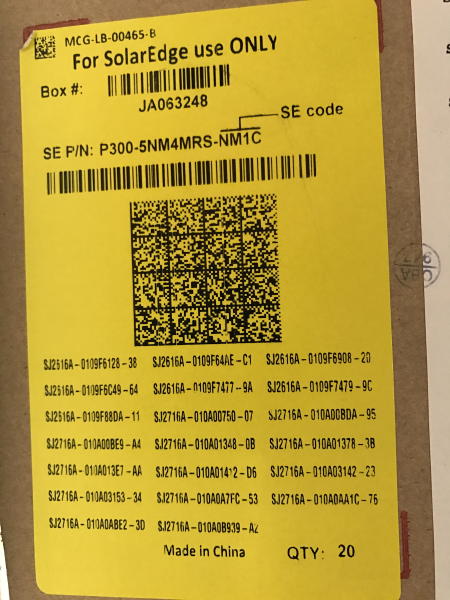 MCG-LB-00465-B
For SolarEdge use ONLY
Box #:
JA063248
SE code
SE P/N: P300-5NM4MRS-NM1C
SJ2616A-0109F6128-38 SJ2616A-0109F64AE-C1 SJ2616A-0109F6908-20
SJ2616A-0109F6C49-64 SJ2616A-0109F7477-9A SJ2616A-0109F7479-9C
SJ2616A-0109F88DA-11 SJ2716A-010A00750-07 SJ2716A-010A00BDA-95
SJ2716A-010A00BE9-A4 SJ2716A-010A01348-0B SJ2716A-010A01378-3B
SJ2716A-010A013E7-AA SJ2716A-010A01412-D6 SJ2716A-010A03142-23
SJ2716A-010A03153-34 SJ2716A-010A0A7FC-53 SJ2716A-010A0AA1C-76
SJ2716A-010A0ABE2-3D SJ2716A-010A0B939-A2
Made in China QTY: 20